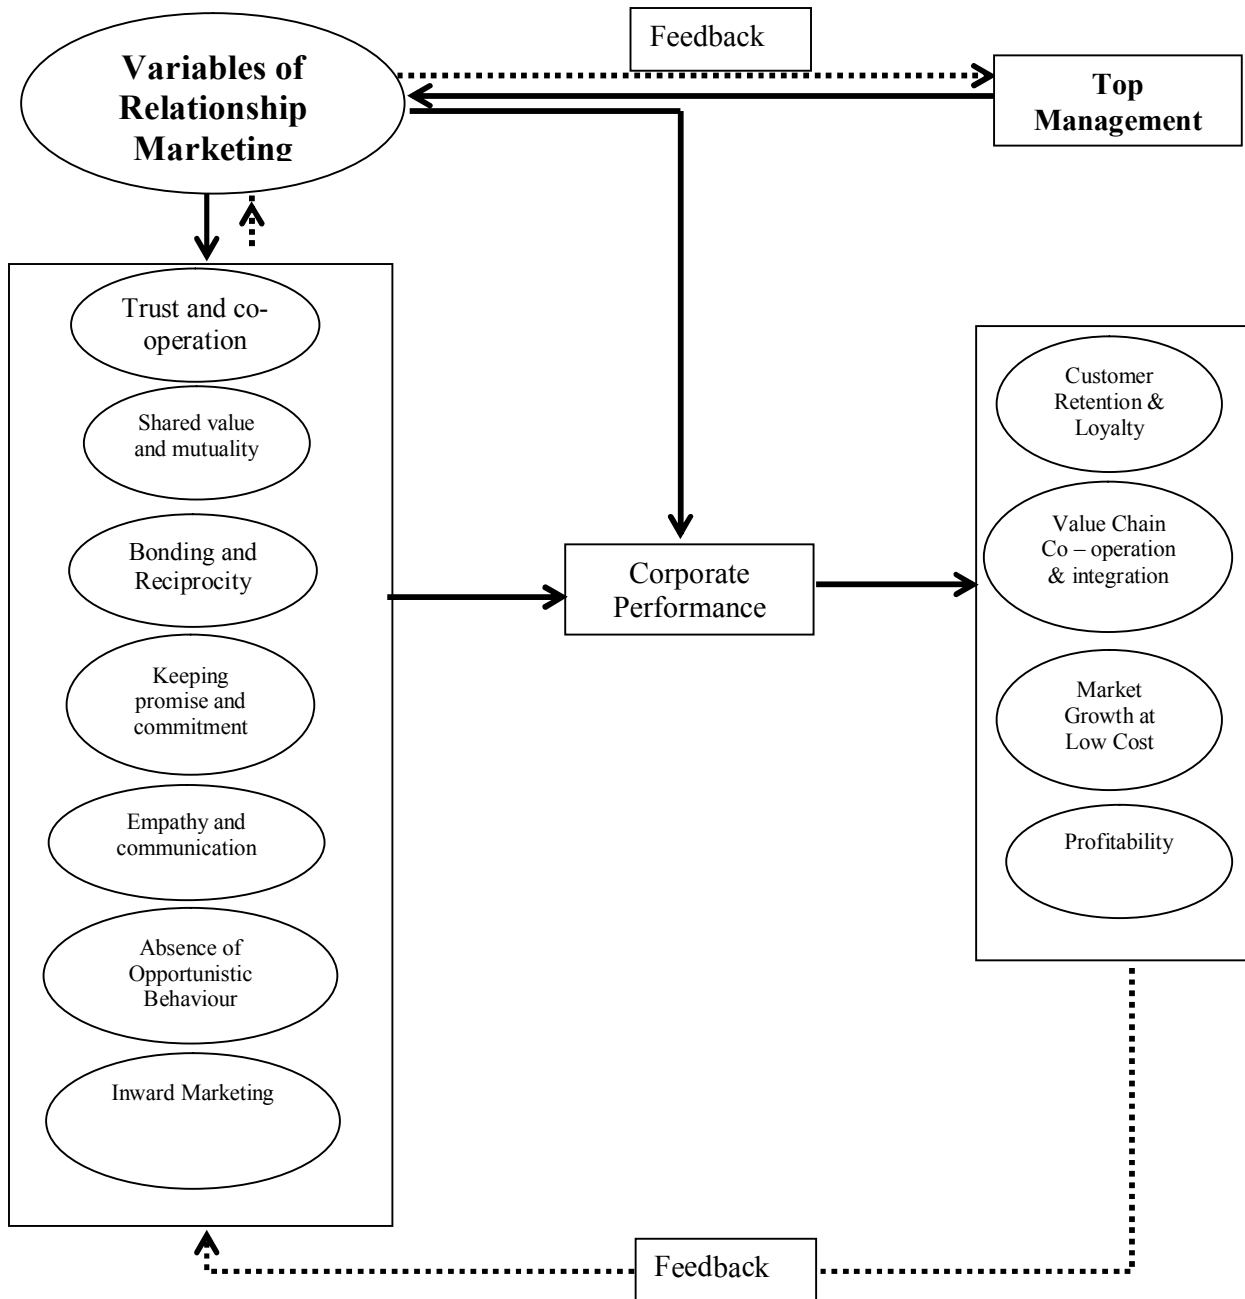 Feedback
Variables of
Relationship
Marketing
Top
Management
Trust and co-
operation
Shared value
and mutuality
Bonding and
Reciprocity
Keeping
promise and
commitment
Empathy and
communication
Absence of
Opportunistic
Behaviour
Inward Marketing
Corporate
Performance
Customer
Retention &
Loyalty
Value Chain
Co – operation
& integration
Market
Growth at
Low Cost
Profitability
Feedback